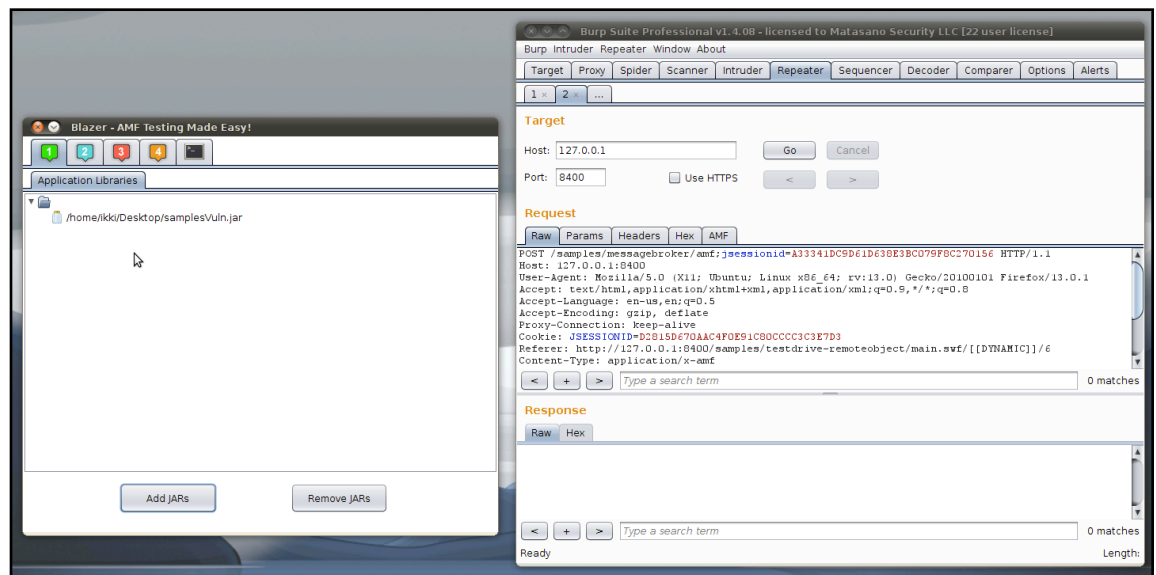 Blazer - AMF Testing Made Easy!
1 2 3 4
Application Libraries
/home/ikki/Desktop/samplesVuln.jar
Add JARs Remove JARs
Burp Suite Professional v1.4.08 - licensed to Matasano Security LLC [22 user license]
Burp Intruder Repeater Window About
Target Proxy Spider Scanner Intruder Repeater Sequencer Decoder Comparer Options Alerts
1 × 2 × ...
Target
Host: 127.0.0.1 Go Cancel
Port: 8400 Use HTTPS < >
Request
Raw Params Headers Hex AMF
POST /samples/messagebroker/amf;jsessionid=A33341DC9D61D638E3BC079F8C270156 HTTP/1.1
Host: 127.0.0.1:8400
User-Agent: Mozilla/5.0 (X11; Ubuntu; Linux x86_64; rv:13.0) Gecko/20100101 Firefox/13.0.1
Accept: text/html,application/xhtml+xml,application/xml;q=0.9,*/*;q=0.8
Accept-Language: en-us,en;q=0.5
Accept-Encoding: gzip, deflate
Proxy-Connection: keep-alive
Cookie: JSESSIONID=D2815D670AAC4F0E91C80CCCC3C3E7D3
Referer: http://127.0.0.1:8400/samples/testdrive-remoteobject/main.swf/[[DYNAMIC]]/6
Content-Type: application/x-amf
< + > Type a search term 0 matches
Response
Raw Hex
< + > Type a search term 0 matches
Ready Length: